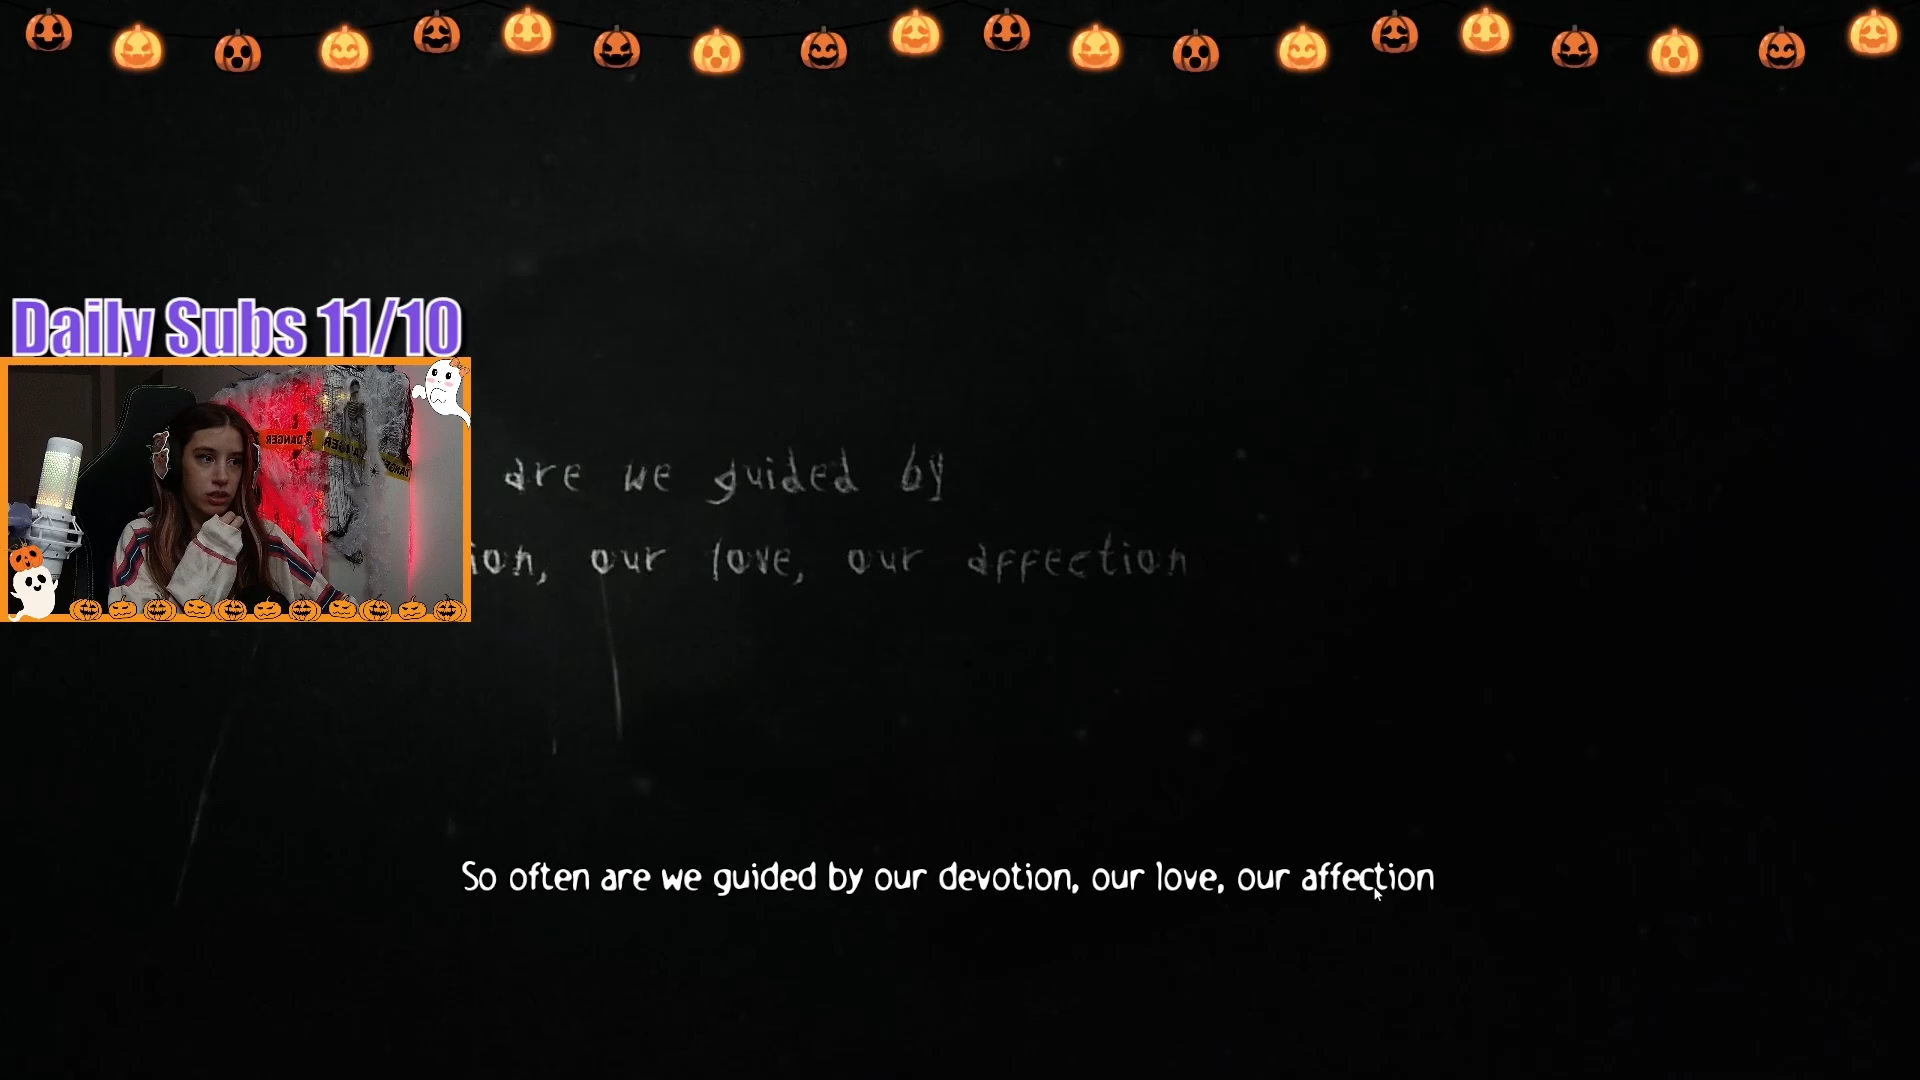 Daily Subs 11/10
DANGER
are we guided by
ion, our love, our affection
So often are we guided by our devotion, our love, our affection